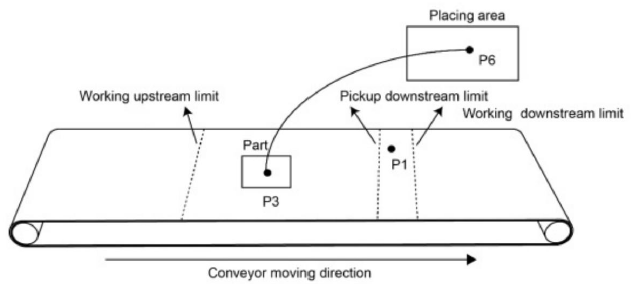 Placing area
P6
Working upstream limit
Pickup downstream limit
Working downstream limit
Part
P1
P3
Conveyor moving direction